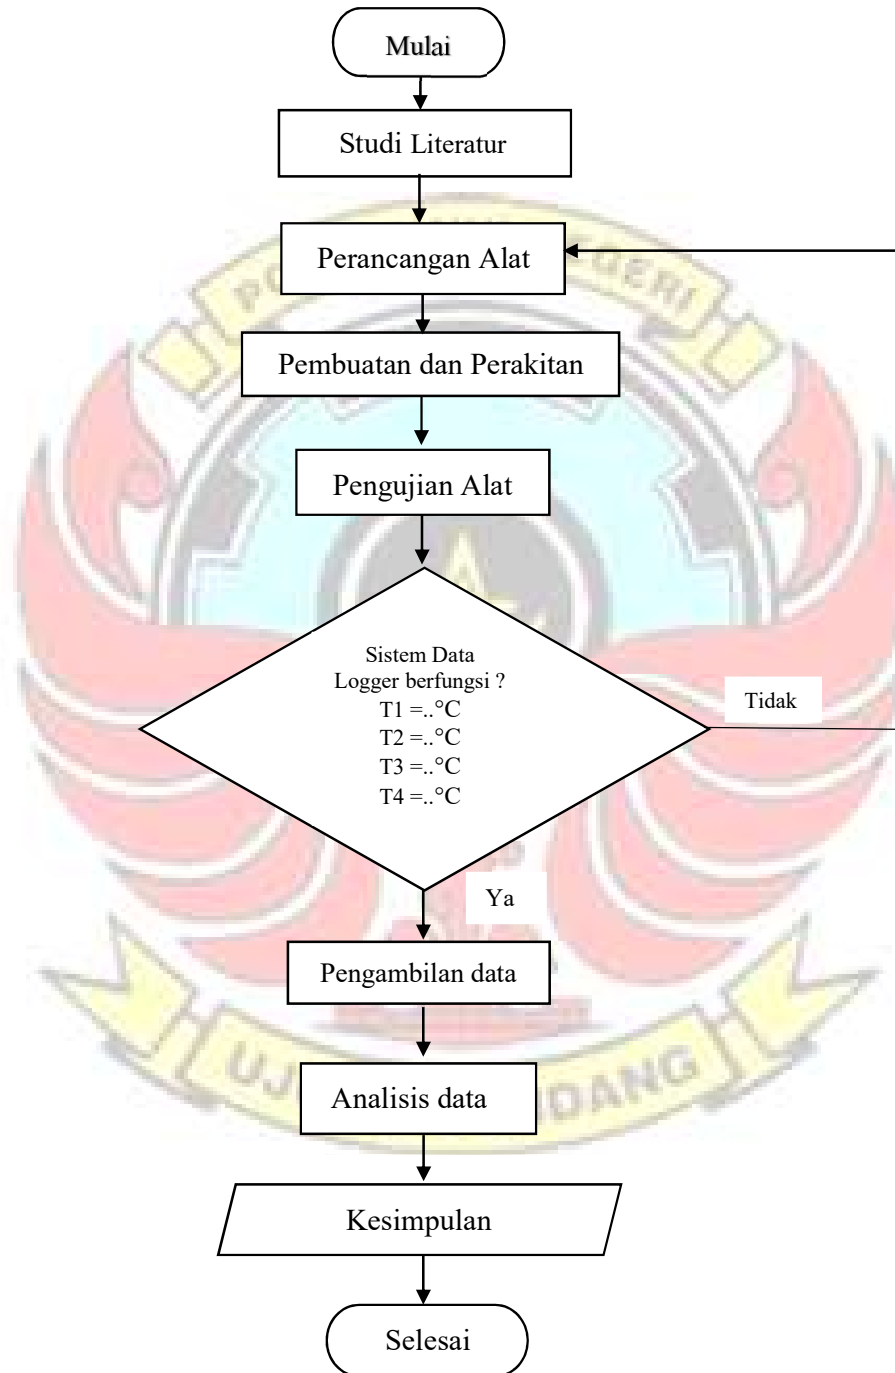 Mulai
Studi Literatur
Perancangan Alat
Pembuatan dan Perakitan
Pengujian Alat
Sistem Data
Logger berfungsi ?
T1 =..°C
T2 =..°C
T3 =..°C
T4 =..°C
Tidak
Ya
Pengambilan data
Analisis data
Kesimpulan
Selesai